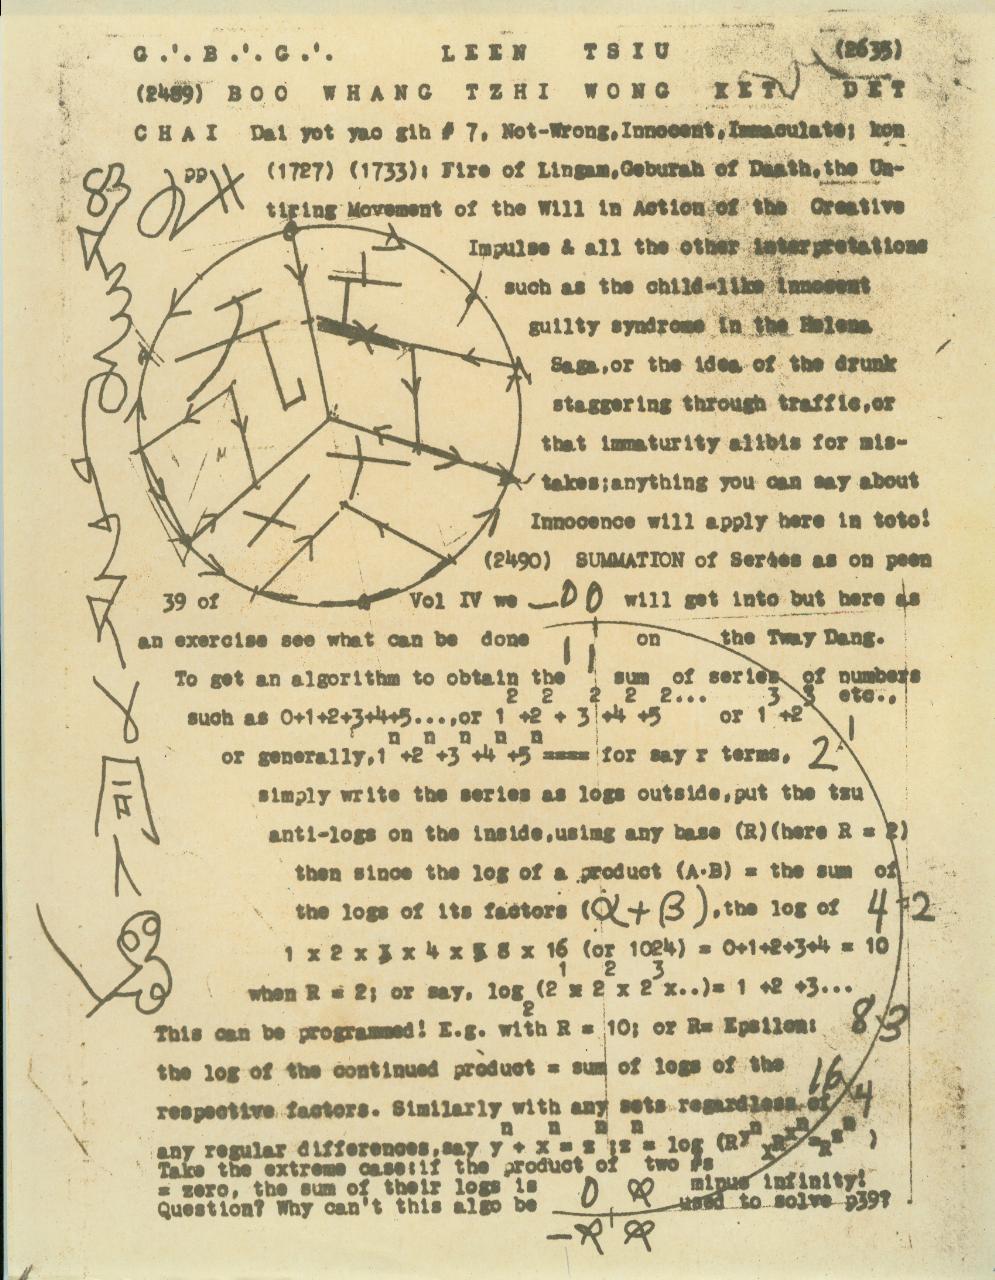 G.'.B.'.G.'. LEEN TSIU (2635)
(2489) BOO WHANG TZHI WONG KET DET
CHAI Dai yot yao gih # 7, Not-Wrong,Innocent,Immaculate; kon
(1727) (1733): Fire of Lingam,Geburah of Daath,the Un-
tiring Movement of the Will in Action of the Creative
Impulse & all the other interpretations
such as the child-like innocent
guilty syndrome in the Helena
Saga,or the idea of the drunk
staggering through traffic,or
that immaturity alibis for mis-
takes;anything you can say about
Innocence will apply here in toto!
(2490) SUMMATION of Series as on peen
39 of Vol IV we —00 will get into but here as
an exercise see what can be done on the Tway Dang.
1 1
To get an algorithm to obtain the sum of series of numbers
2 2 2 2 2... 3 3 etc.,
such as 0+1+2+3+4+5...,or 1 +2 + 3 +4 +5 or 1 +2
n n n n n
or generally,1 +2 +3 +4 +5 ==== for say r terms, 2 1
simply write the series as logs outside,put the tzu
anti-logs on the inside,using any base (R)(here R = 2)
then since the log of a product (A·B) = the sum of
the logs of its factors (α+β),the log of 4 2
1 x 2 x x 4 x 8 x 16 (or 1024) = 0+1+2+3+4 = 10
1 2 3
when R = 2; or say, log (2 x 2 x 2 x..)= 1 +2 +3...
2
This can be programmed! E.g. with R = 10; or R= Epsilon: 8 3
the log of the continued product = sum of logs of the
respective factors. Similarly with any sets regardless of 16 4
n n n n
any regular differences,say y + x = z ;z = log (R
Take the extreme case:if the product of two #s
= zero, the sum of their logs is 0 minus infinity!
Question? Why can't this algo be used to solve p39?